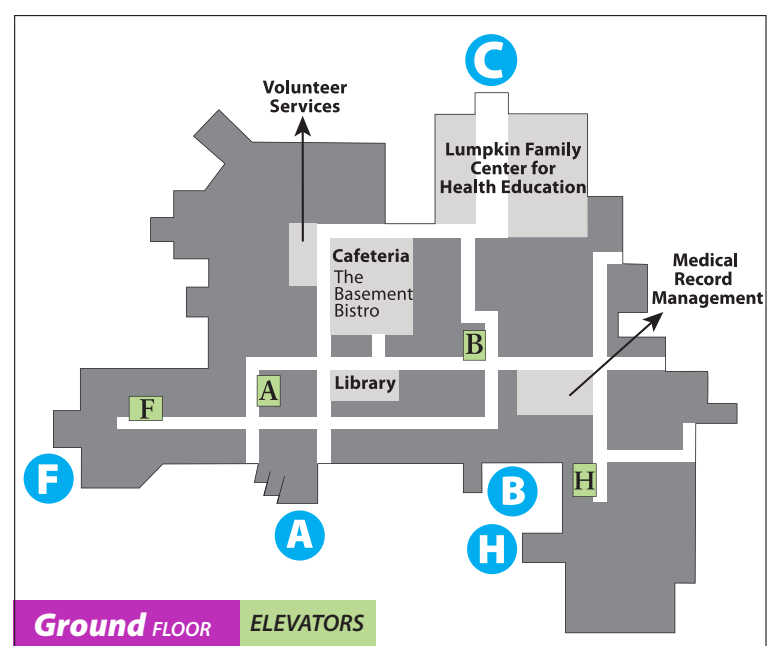 C
Volunteer
Services
Lumpkin Family
Center for
Health Education
Cafeteria
The
Basement
Bistro
Medical
Record
Management
B
Library
A
F
F
H
B
A
H
Ground FLOOR
ELEVATORS